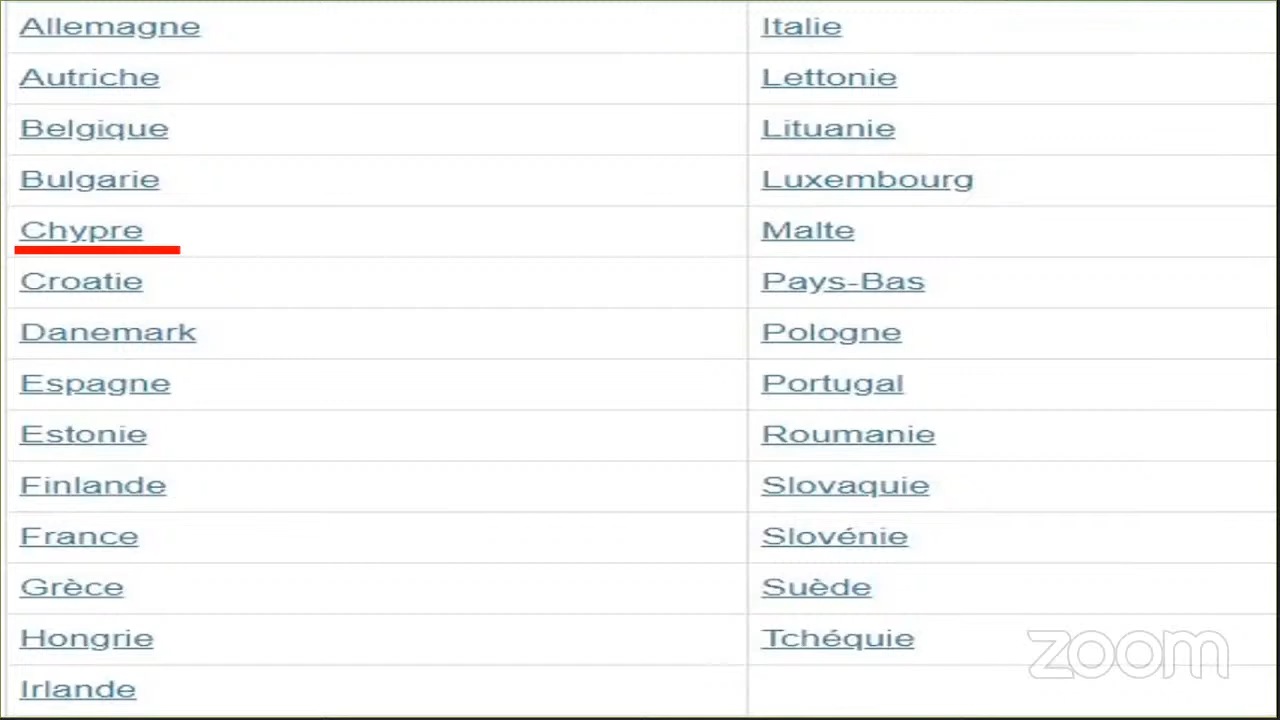 Allemagne
Autriche
Belgique
Bulgarie
Chypre
Croatie
Danemark
Espagne
Estonie
Finlande
France
Grèce
Hongrie
Irlande
Italie
Lettonie
Lituanie
Luxembourg
Malte
Pays-Bas
Pologne
Portugal
Roumanie
Slovaquie
Slovénie
Suède
Tchéquie
zoom